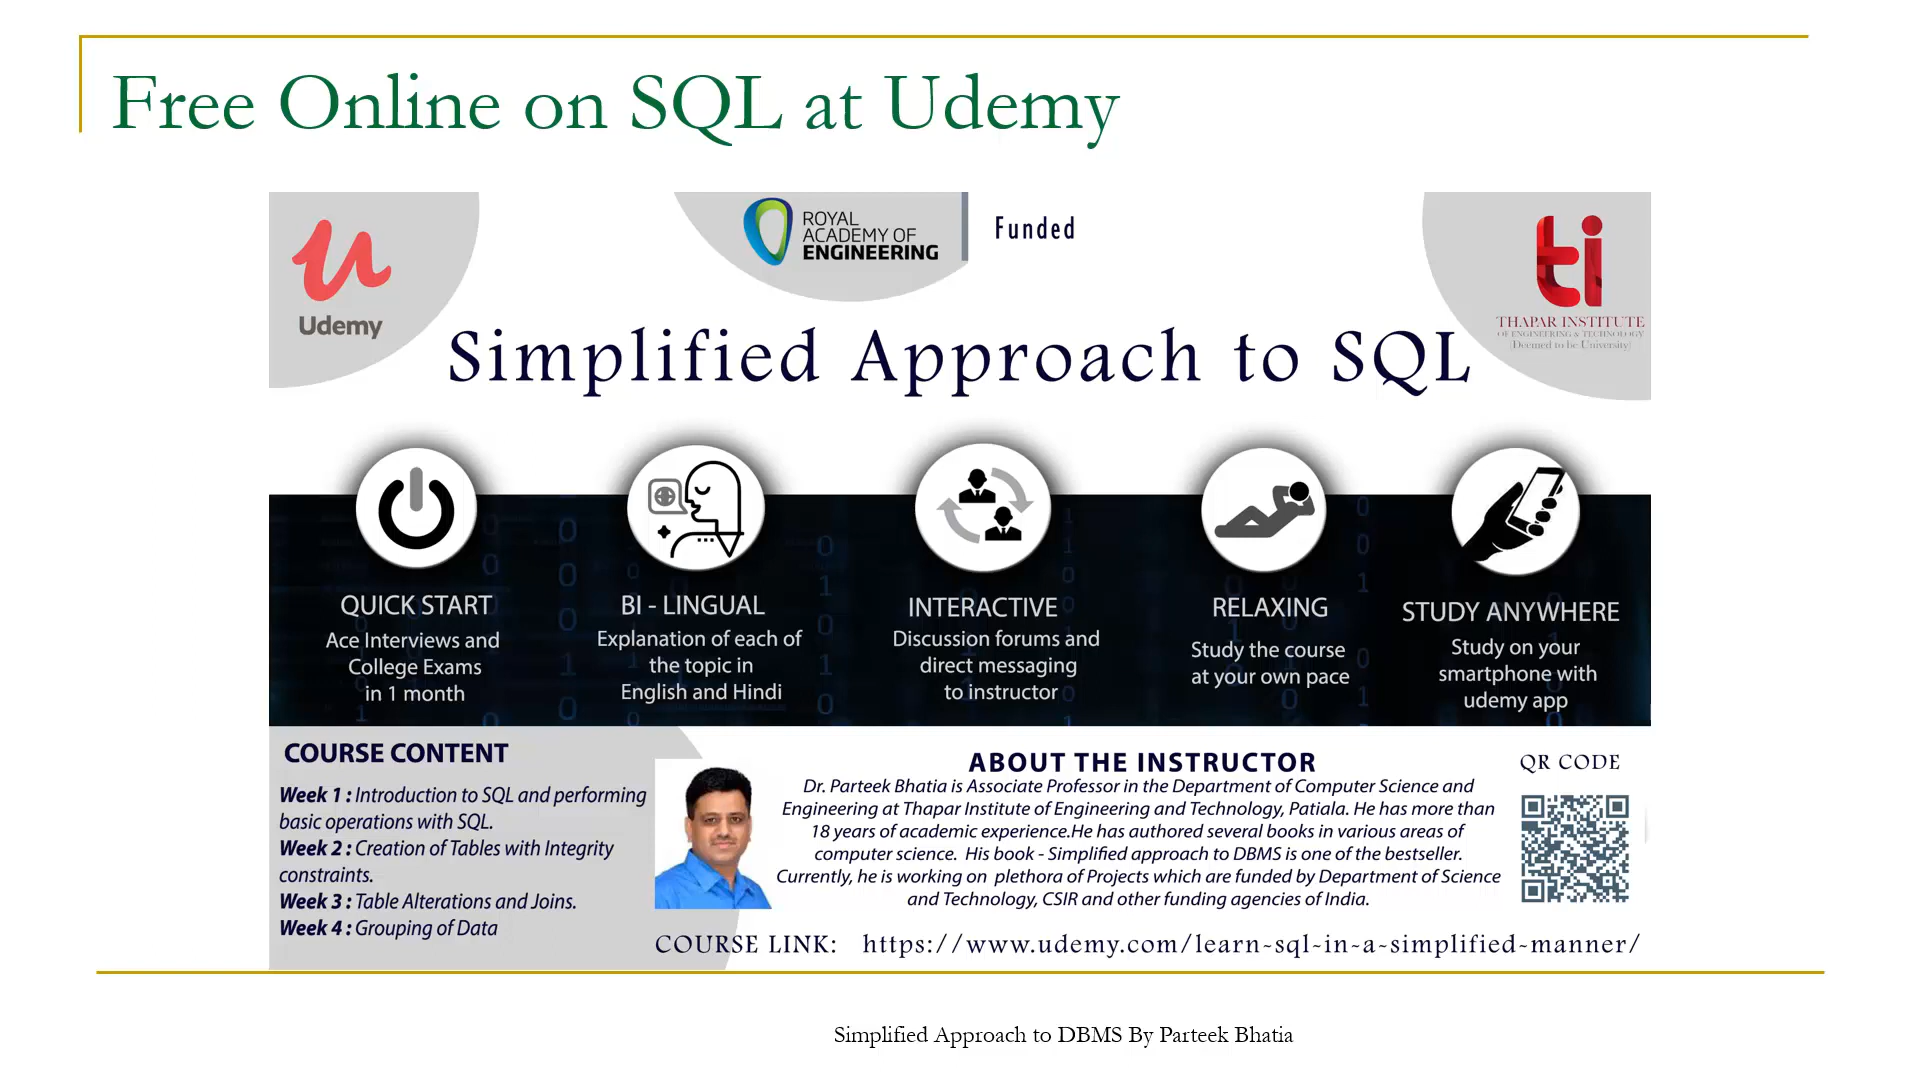 Free Online on SQL at Udemy
Udemy
ROYAL
ACADEMY OF
ENGINEERING
Funded
THAPAR INSTITUTE
OF ENGINEERING & TECHNOLOGY
(Deemed to be University)
Simplified Approach to SQL
QUICK START
Ace Interviews and
College Exams
in 1 month
BI - LINGUAL
Explanation of each of
the topic in
English and Hindi
INTERACTIVE
Discussion forums and
direct messaging
to instructor
RELAXING
Study the course
at your own pace
STUDY ANYWHERE
Study on your
smartphone with
udemy app
COURSE CONTENT
Week 1 : Introduction to SQL and performing
basic operations with SQL.
Week 2 : Creation of Tables with Integrity
constraints.
Week 3 : Table Alterations and Joins.
Week 4 : Grouping of Data
ABOUT THE INSTRUCTOR
Dr. Parteek Bhatia is Associate Professor in the Department of Computer Science and
Engineering at Thapar Institute of Engineering and Technology, Patiala. He has more than
18 years of academic experience.He has authored several books in various areas of
computer science. His book - Simplified approach to DBMS is one of the bestseller.
Currently, he is working on plethora of Projects which are funded by Department of Science
and Technology, CSIR and other funding agencies of India.
QR CODE
COURSE LINK: https://www.udemy.com/learn-sql-in-a-simplified-manner/
Simplified Approach to DBMS By Parteek Bhatia